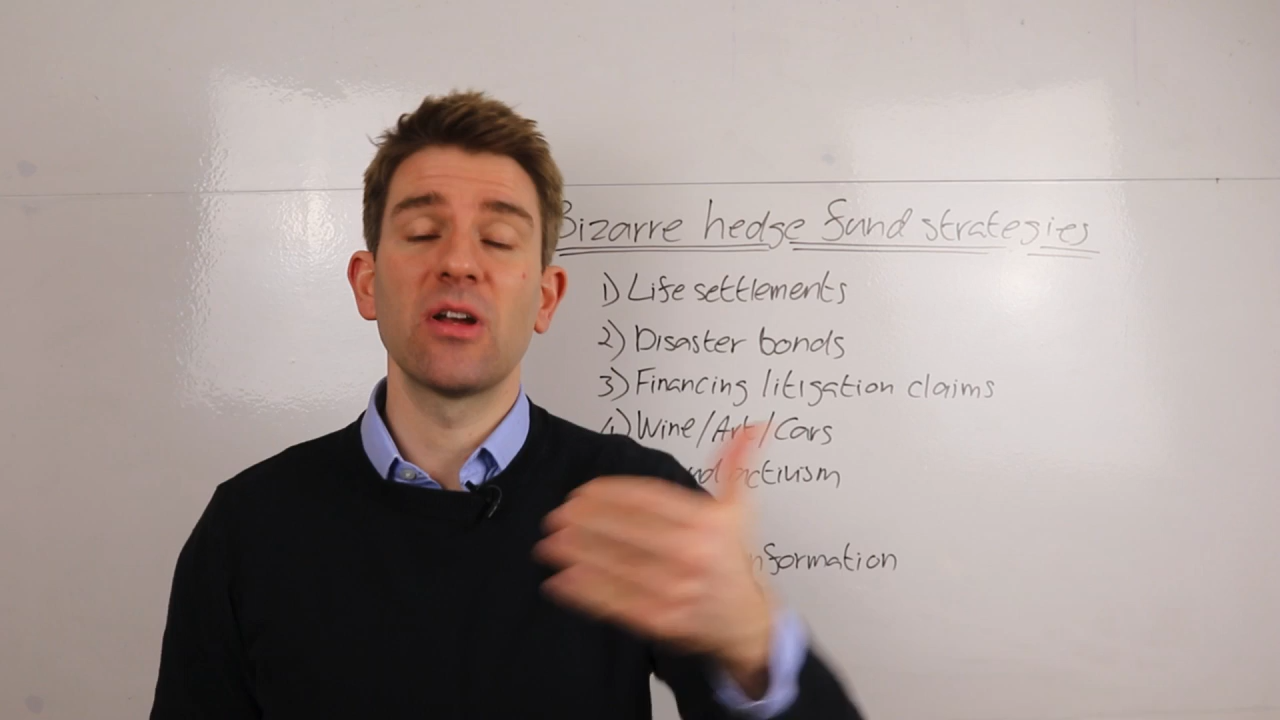 Bizarre hedge fund strategies
1) Life settlements
2) Disaster bonds
3) Financing litigation claims
4) Wine/Art/Cars
activism